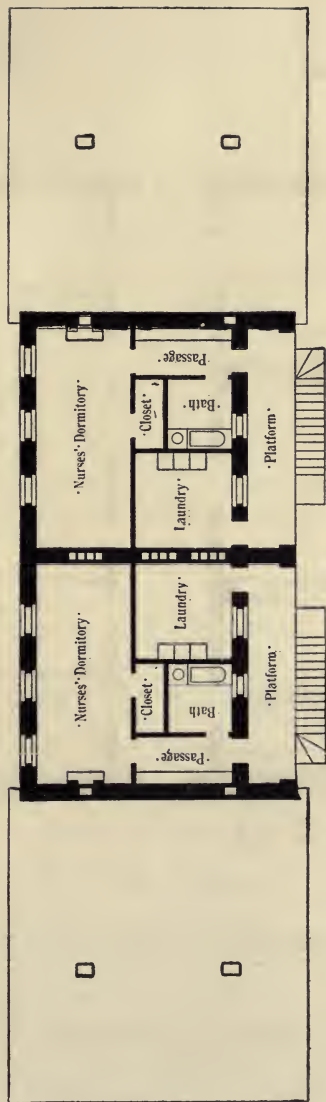 ·Nurses'·Dormitory·
·Passage·
·Closet·
·Bath·
Laundry·
·Platform·
·Nurses'·Dormitory·
Laundry·
·Closet·
·Bath·
·Passage·
·Platform·